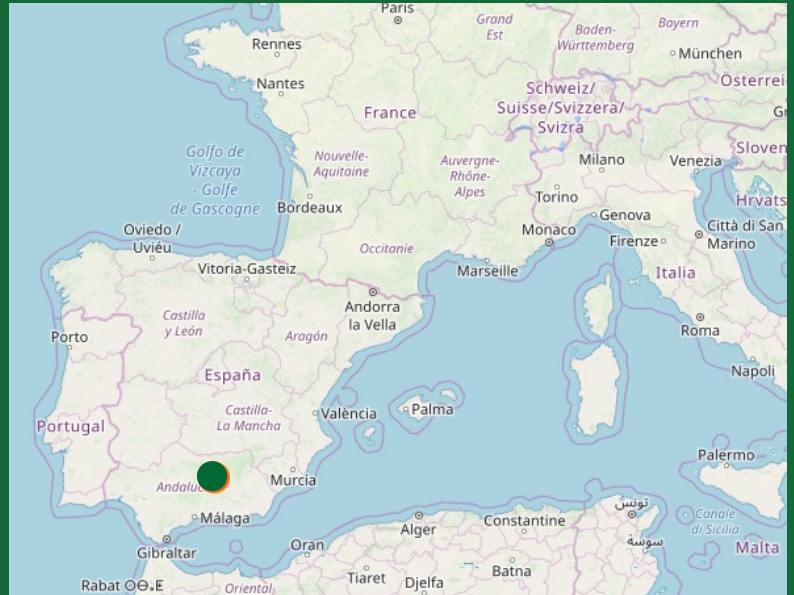 Paris
Grand
Est
Baden-
Württemberg
Bayern
München
Rennes
Nantes
Schweiz/
Suisse/Svizzera/
Svizra
Österrei
France
Gr
Golfo de
Vizcaya
- Golfe
de Gascogne
Nouvelle-
Aquitaine
Auvergne-
Rhône-
Alpes
Milano
Venezia
Sloven
Torino
Hrvats
Bordeaux
Genova
Oviedo /
Uviéu
Monaco
Firenze
Città di San
Marino
Occitanie
Vitoria-Gasteiz
Marseille
Italia
Andorra
la Vella
Castilla
y León
Aragón
Porto
Roma
España
Napoli
Castilla-
La Mancha
València
Palma
Portugal
Palermo
Andaluc
Murcia
تونس
Málaga
Alger
Constantine
Canale
di Sicilia
Gibraltar
Oran
سوسة
Malta
Rabat ⵔⴱⴰⵟ
Oriental
Tiaret
Djelfa
Batna